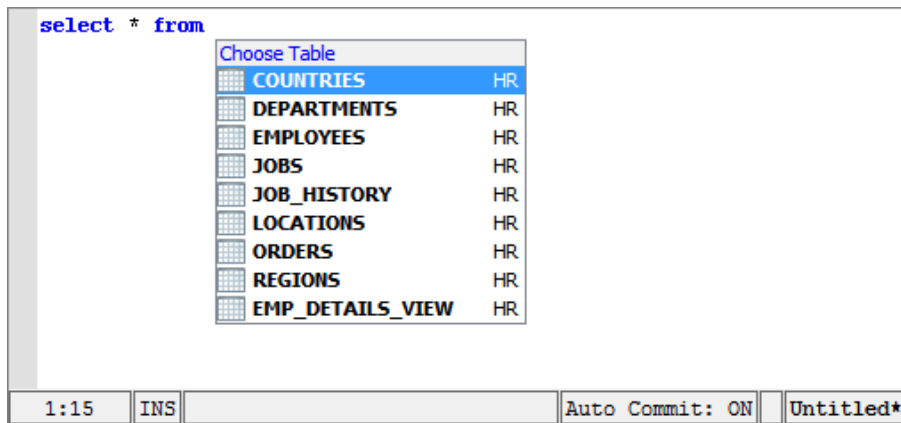 select * from
Choose Table
COUNTRIES HR
DEPARTMENTS HR
EMPLOYEES HR
JOBS HR
JOB_HISTORY HR
LOCATIONS HR
ORDERS HR
REGIONS HR
EMP_DETAILS_VIEW HR
1:15 INS Auto Commit: ON Untitled*